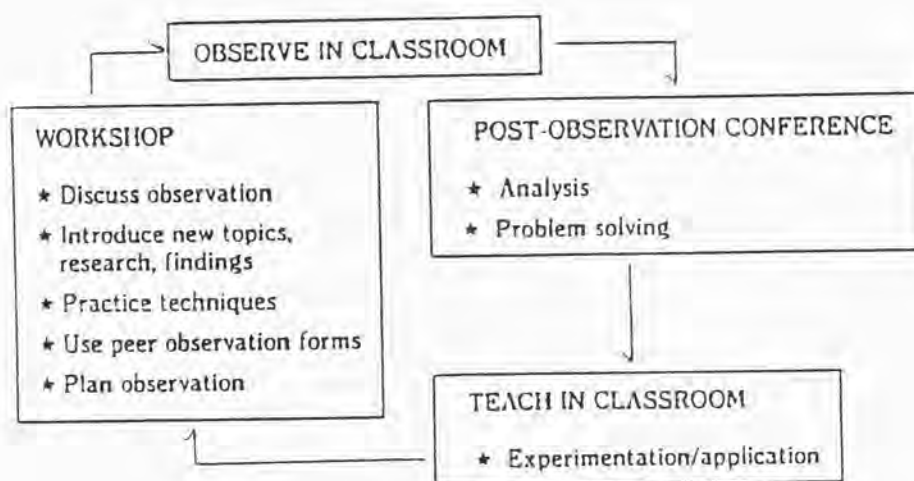 OBSERVE IN CLASSROOM
WORKSHOP
★ Discuss observation
★ Introduce new topics,
research, findings
★ Practice techniques
★ Use peer observation forms
★ Plan observation
POST-OBSERVATION CONFERENCE
★ Analysis
★ Problem solving
TEACH IN CLASSROOM
★ Experimentation/application